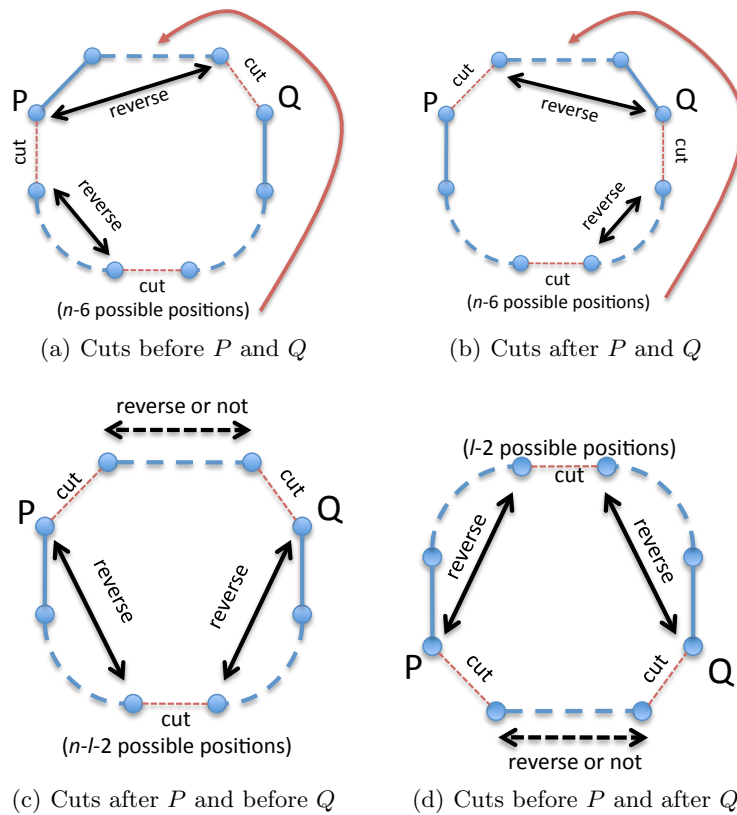 cut
P
Q
reverse
cut
reverse
cut
(n-6 possible positions)
(a) Cuts before P and Q
cut
P
Q
reverse
cut
reverse
cut
(n-6 possible positions)
(b) Cuts after P and Q
reverse or not
cut
cut
P
Q
reverse
reverse
cut
(n-l-2 possible positions)
(c) Cuts after P and before Q
(l-2 possible positions)
cut
reverse
reverse
P
Q
cut
cut
reverse or not
(d) Cuts before P and after Q